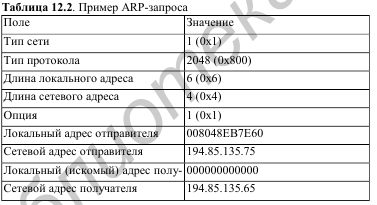 Таблица 12.2. Пример ARP-запроса
Поле Значение
Тип сети 1 (0x1)
Тип протокола 2048 (0x800)
Длина локального адреса 6 (0x6)
Длина сетевого адреса 4 (0x4)
Опция 1 (0x1)
Локальный адрес отправителя 008048EB7E60
Сетевой адрес отправителя 194.85.135.75
Локальный (искомый) адрес полу- 000000000000
Сетевой адрес получателя 194.85.135.65
блиотека